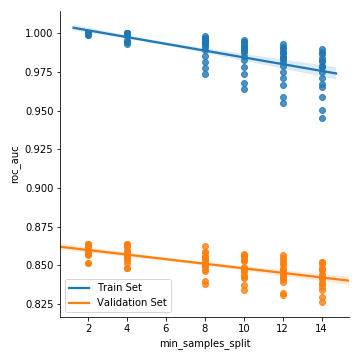 1.000
0.975
0.950
0.925
0.900
0.875
0.850
0.825
roc_auc
Train Set
Validation Set
2 4 6 8 10 12 14
min_samples_split